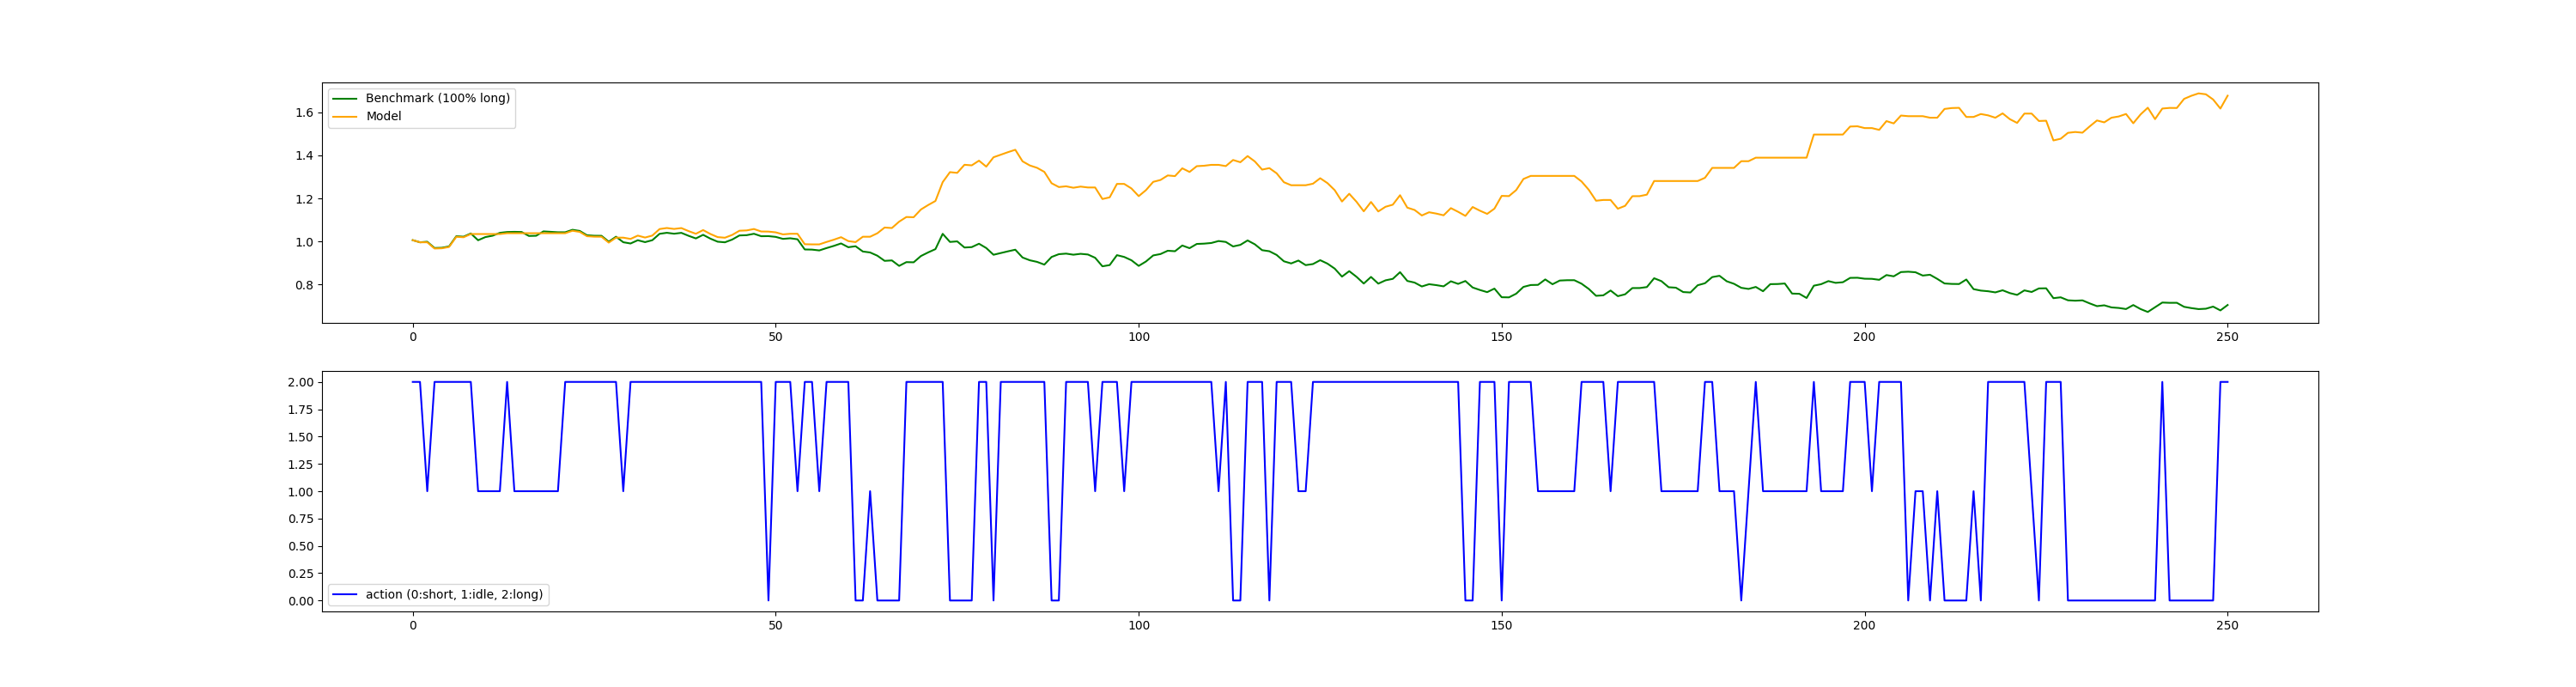 Benchmark (100% long)
Model
1.6
1.4
1.2
1.0
0.8
0 50 100 150 200 250
2.00
1.75
1.50
1.25
1.00
0.75
0.50
0.25
0.00
action (0:short, 1:idle, 2:long)
0 50 100 150 200 250